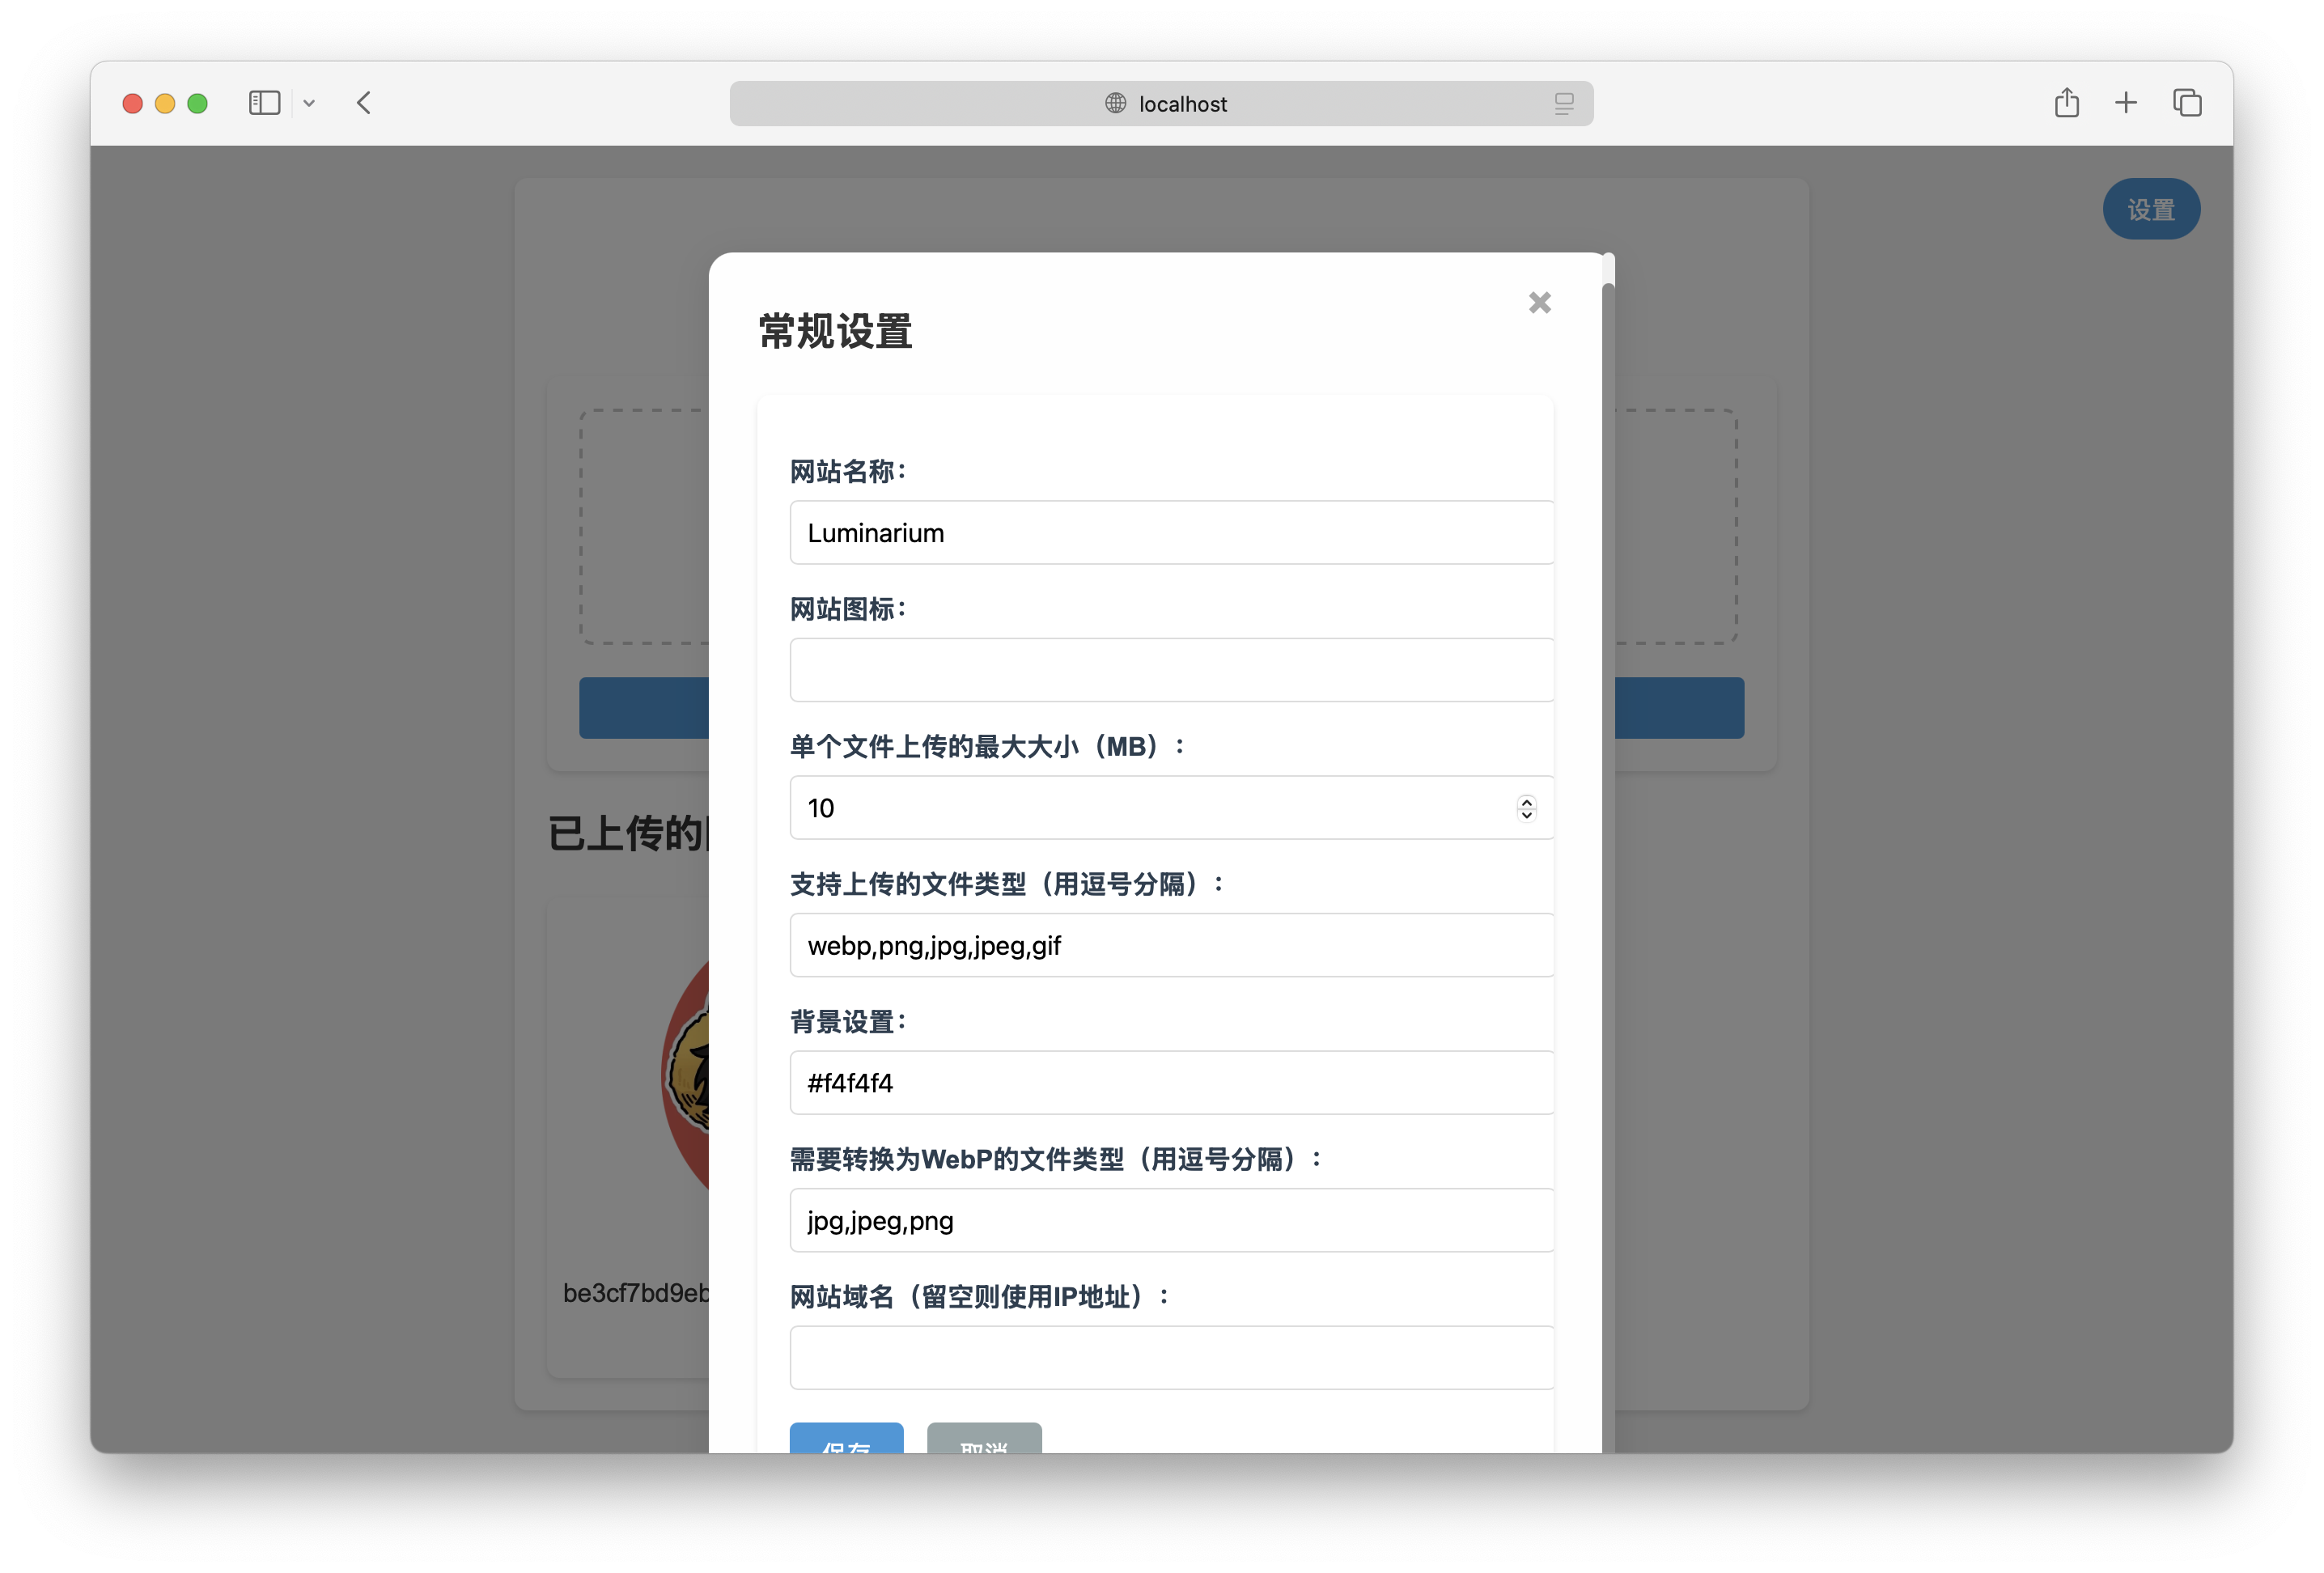 localhost
设置
常规设置
网站名称：
Luminarium
网站图标：
单个文件上传的最大大小（MB）：
10
支持上传的文件类型（用逗号分隔）：
webp,png,jpg,jpeg,gif
背景设置：
#f4f4f4
需要转换为WebP的文件类型（用逗号分隔）：
jpg,jpeg,png
网站域名（留空则使用IP地址）：
保存 取消
已上传的
be3cf7bd9eb